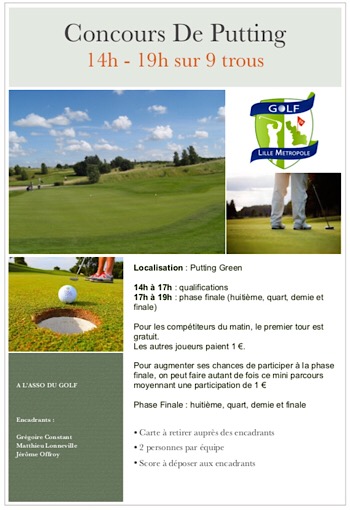 Concours De Putting
14h - 19h sur 9 trous
GOLF
LILLE METROPOLE
Localisation : Putting Green
14h à 17h : qualifications
17h à 19h : phase finale (huitième, quart, demie et
finale)
Pour les compétiteurs du matin, le premier tour est
gratuit.
Les autres joueurs paient 1 €.
Pour augmenter ses chances de participer à la phase
finale, on peut faire autant de fois ce mini parcours
moyennant une participation de 1 €
Phase Finale : huitième, quart, demie et finale
• Carte à retirer auprès des encadrants
• 2 personnes par équipe
• Score à déposer aux encadrants
A L'ASSO DU GOLF
Encadrants :
Grégoire Constant
Matthieu Lonneville
Jérôme Offroy